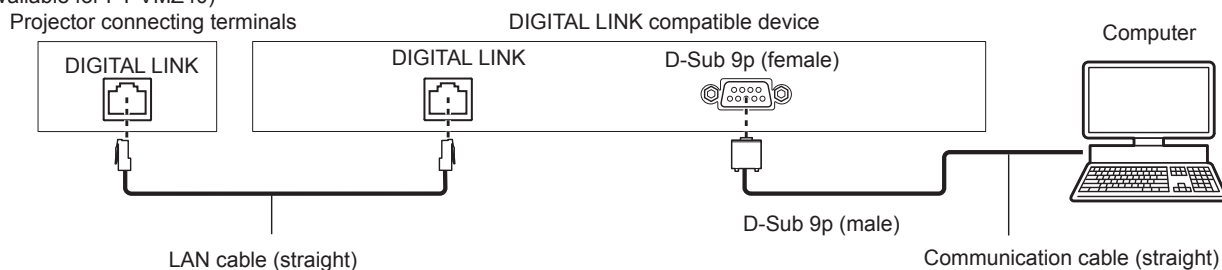 Projector connecting terminals
DIGITAL LINK compatible device
Computer
DIGITAL LINK
DIGITAL LINK
D-Sub 9p (female)
D-Sub 9p (male)
LAN cable (straight)
Communication cable (straight)